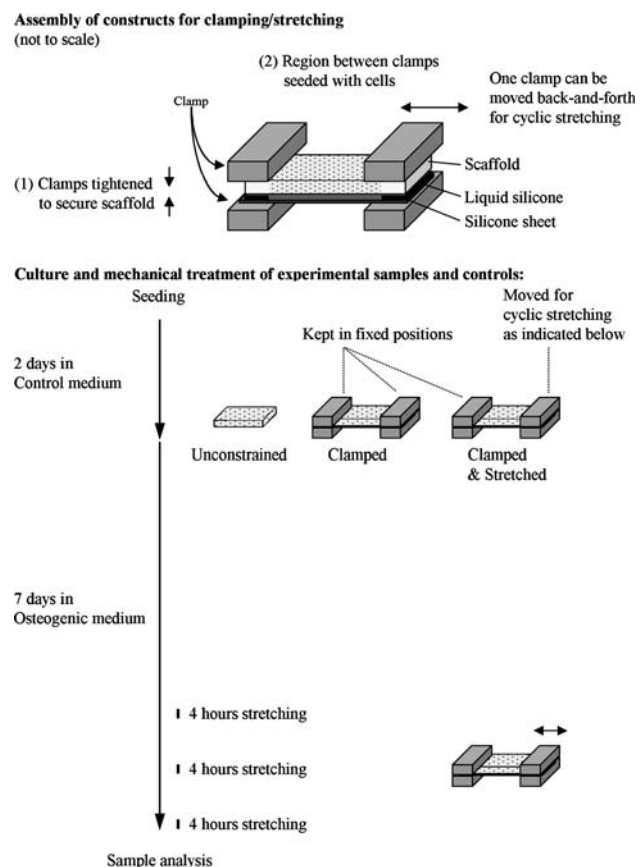 Assembly of constructs for clamping/stretching
(not to scale)
(2) Region between clamps
seeded with cells
One clamp can be
moved back-and-forth
for cyclic stretching
Clamp
(1) Clamps tightened
to secure scaffold
Scaffold
Liquid silicone
Silicone sheet
Culture and mechanical treatment of experimental samples and controls:
Seeding
Moved for
cyclic stretching
as indicated below
Kept in fixed positions
2 days in
Control medium
Unconstrained
Clamped
Clamped
& Stretched
7 days in
Osteogenic medium
4 hours stretching
4 hours stretching
4 hours stretching
Sample analysis